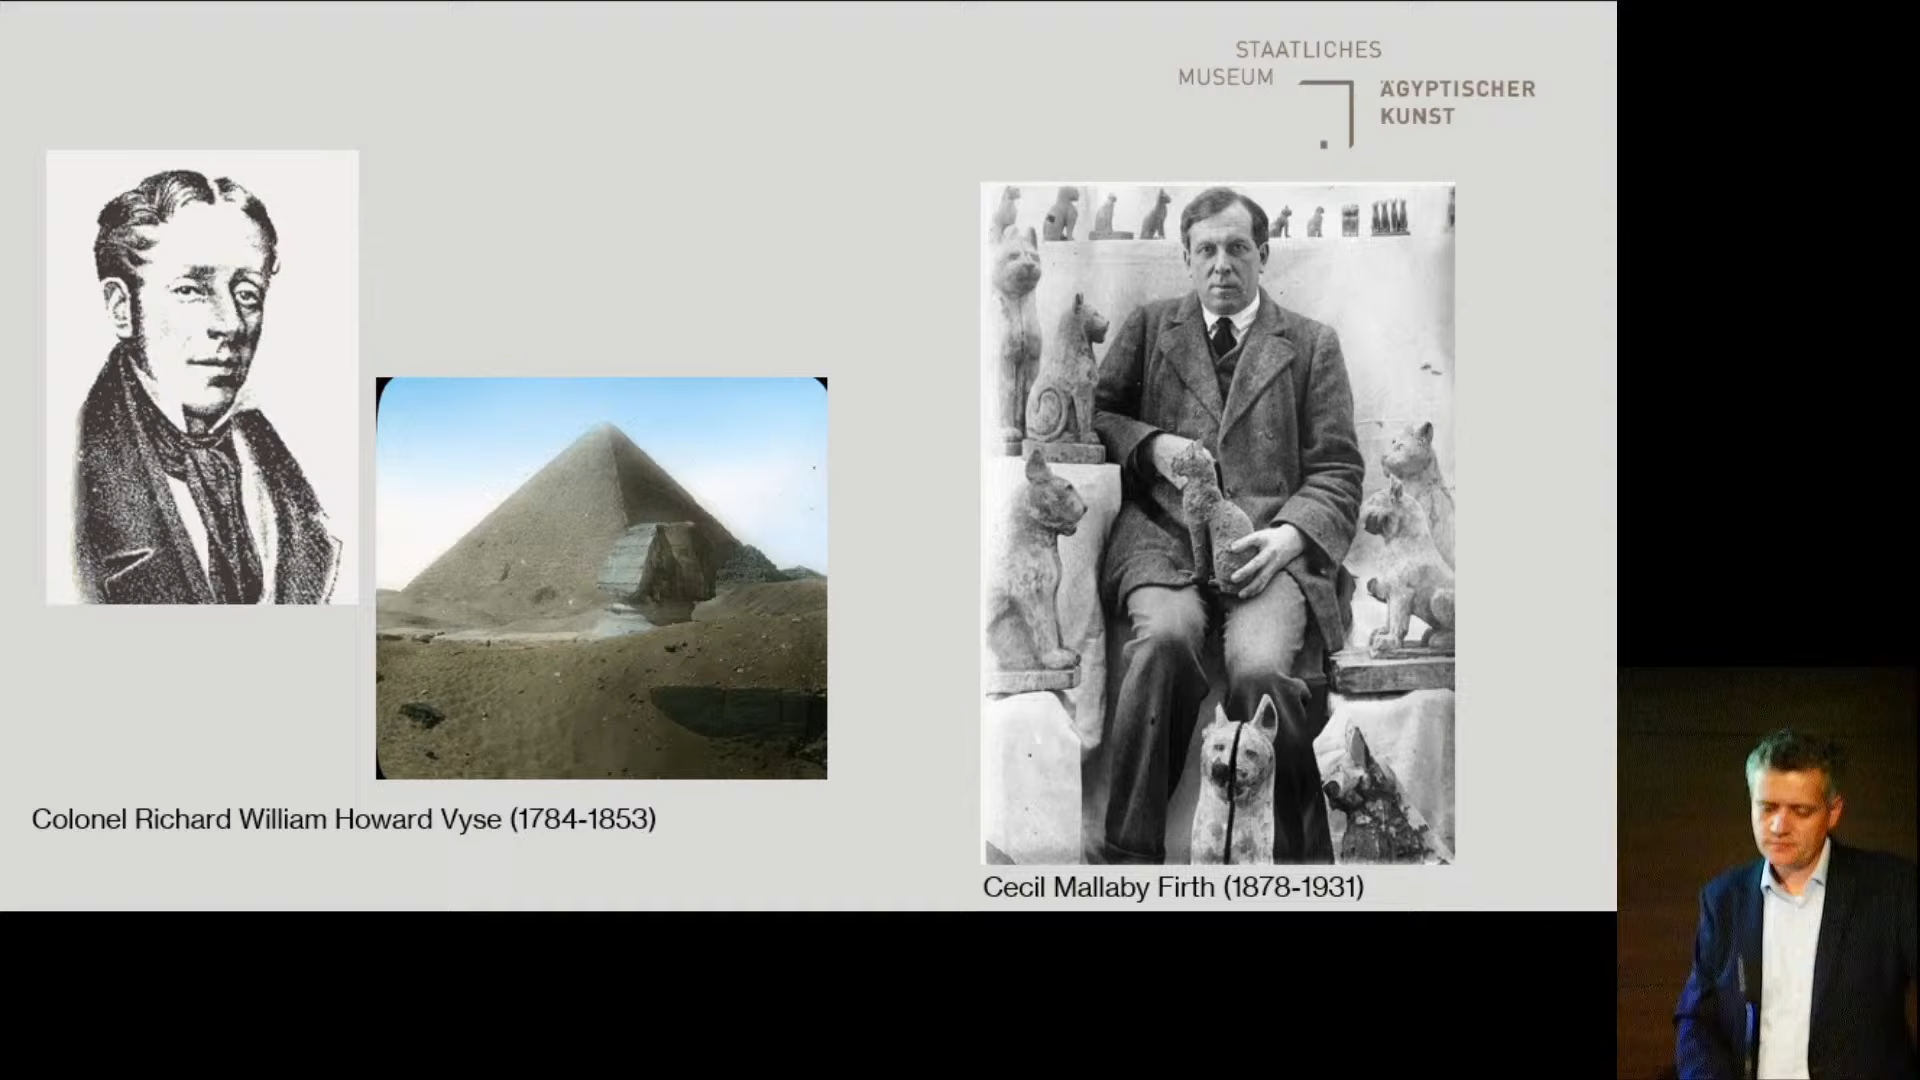 STAATLICHES
MUSEUM
ÄGYPTISCHER
KUNST
Colonel Richard William Howard Vyse (1784-1853)
Cecil Mallaby Firth (1878-1931)